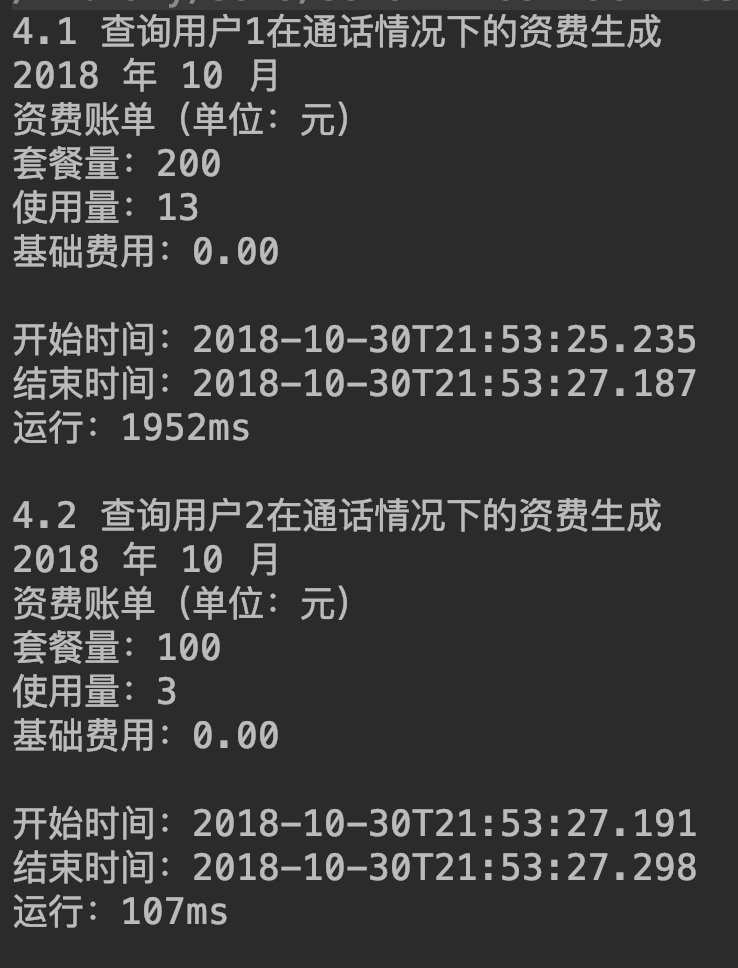 4.1 查询用户1在通话情况下的资费生成
2018 年 10 月
资费账单（单位：元）
套餐量：200
使用量：13
基础费用：0.00
开始时间：2018-10-30T21:53:25.235
结束时间：2018-10-30T21:53:27.187
运行：1952ms
4.2 查询用户2在通话情况下的资费生成
2018 年 10 月
资费账单（单位：元）
套餐量：100
使用量：3
基础费用：0.00
开始时间：2018-10-30T21:53:27.191
结束时间：2018-10-30T21:53:27.298
运行：107ms